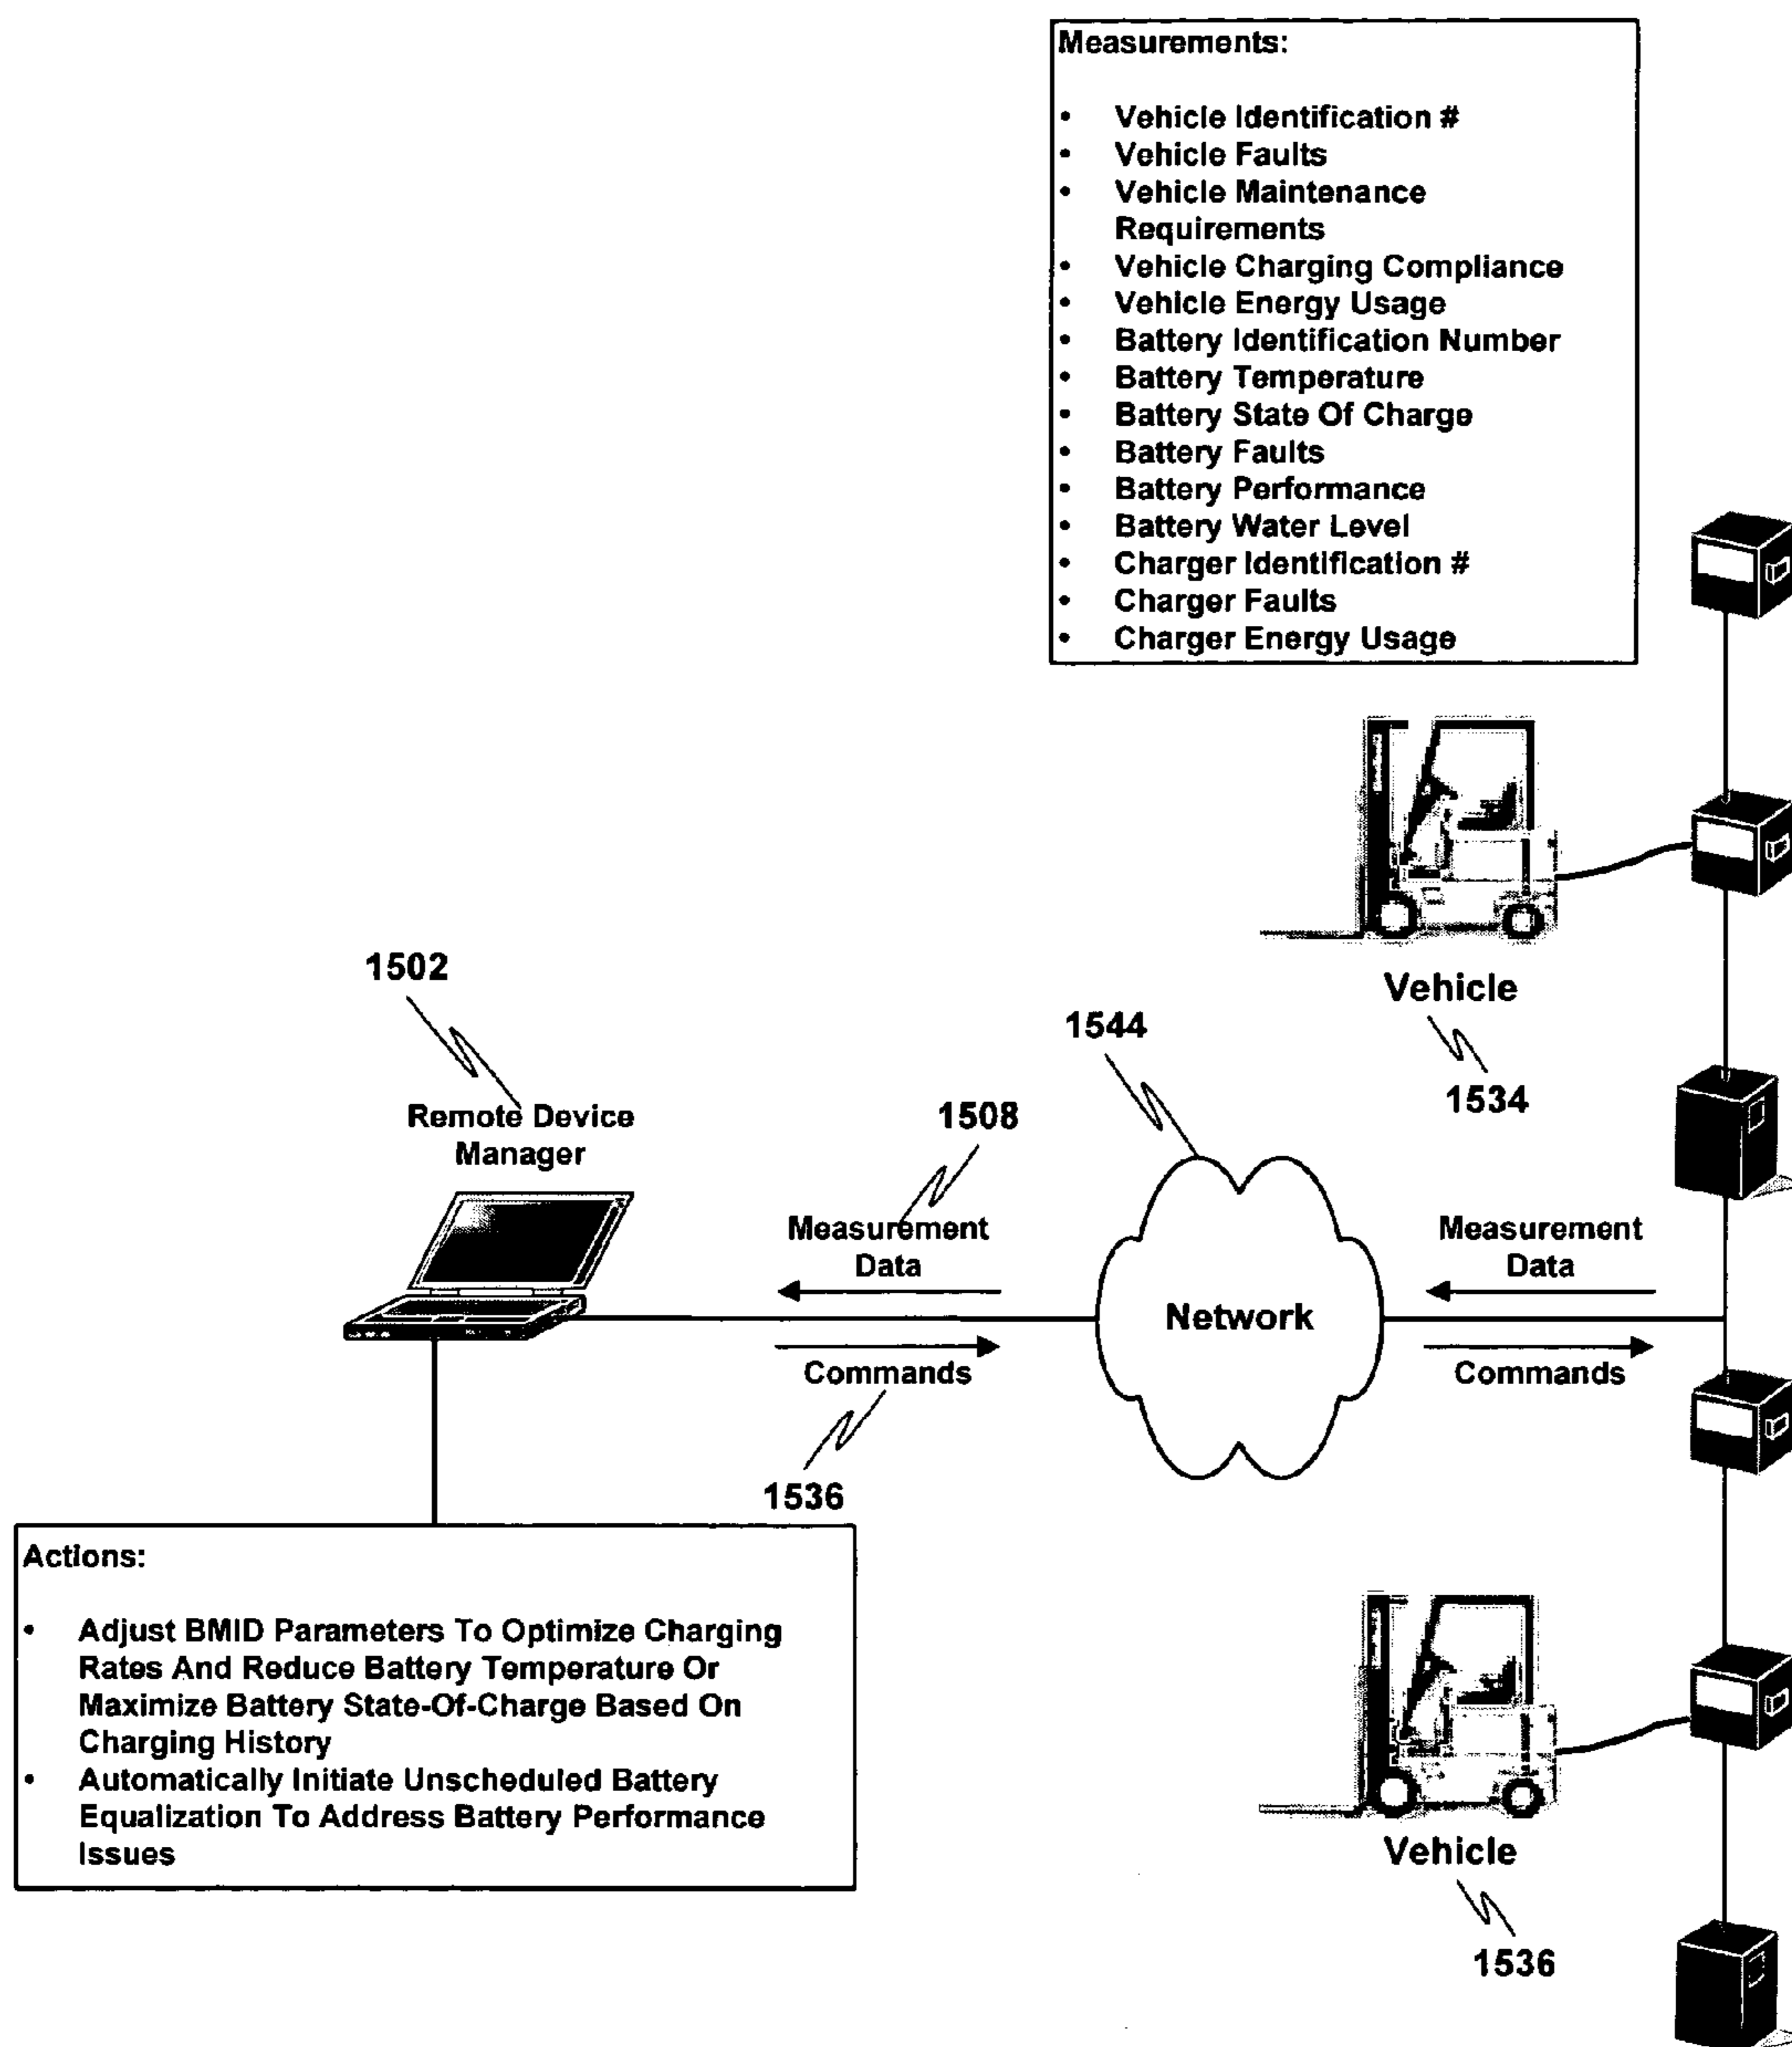 Measurements:
• Vehicle Identification #
• Vehicle Faults
• Vehicle Maintenance
Requirements
• Vehicle Charging Compliance
• Vehicle Energy Usage
• Battery Identification Number
• Battery Temperature
• Battery State Of Charge
• Battery Faults
• Battery Performance
• Battery Water Level
• Charger Identification #
• Charger Faults
• Charger Energy Usage
Vehicle
1534
1502
Remote Device
Manager
1508
1544
Measurement
Data
Commands
1536
Network
Measurement
Data
Commands
Actions:
• Adjust BMID Parameters To Optimize Charging
Rates And Reduce Battery Temperature Or
Maximize Battery State-Of-Charge Based On
Charging History
• Automatically Initiate Unscheduled Battery
Equalization To Address Battery Performance
Issues
Vehicle
1536